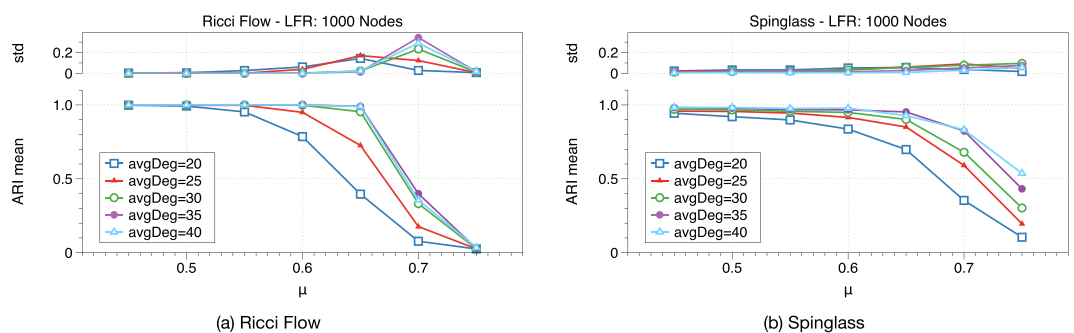 Ricci Flow - LFR: 1000 Nodes
std
0.2
0
1.0
ARI mean
0.5
0
avgDeg=20
avgDeg=25
avgDeg=30
avgDeg=35
avgDeg=40
0.5
0.6
0.7
μ
(a) Ricci Flow
Spinglass - LFR: 1000 Nodes
std
0.2
0
1.0
ARI mean
0.5
0
avgDeg=20
avgDeg=25
avgDeg=30
avgDeg=35
avgDeg=40
0.5
0.6
0.7
μ
(b) Spinglass